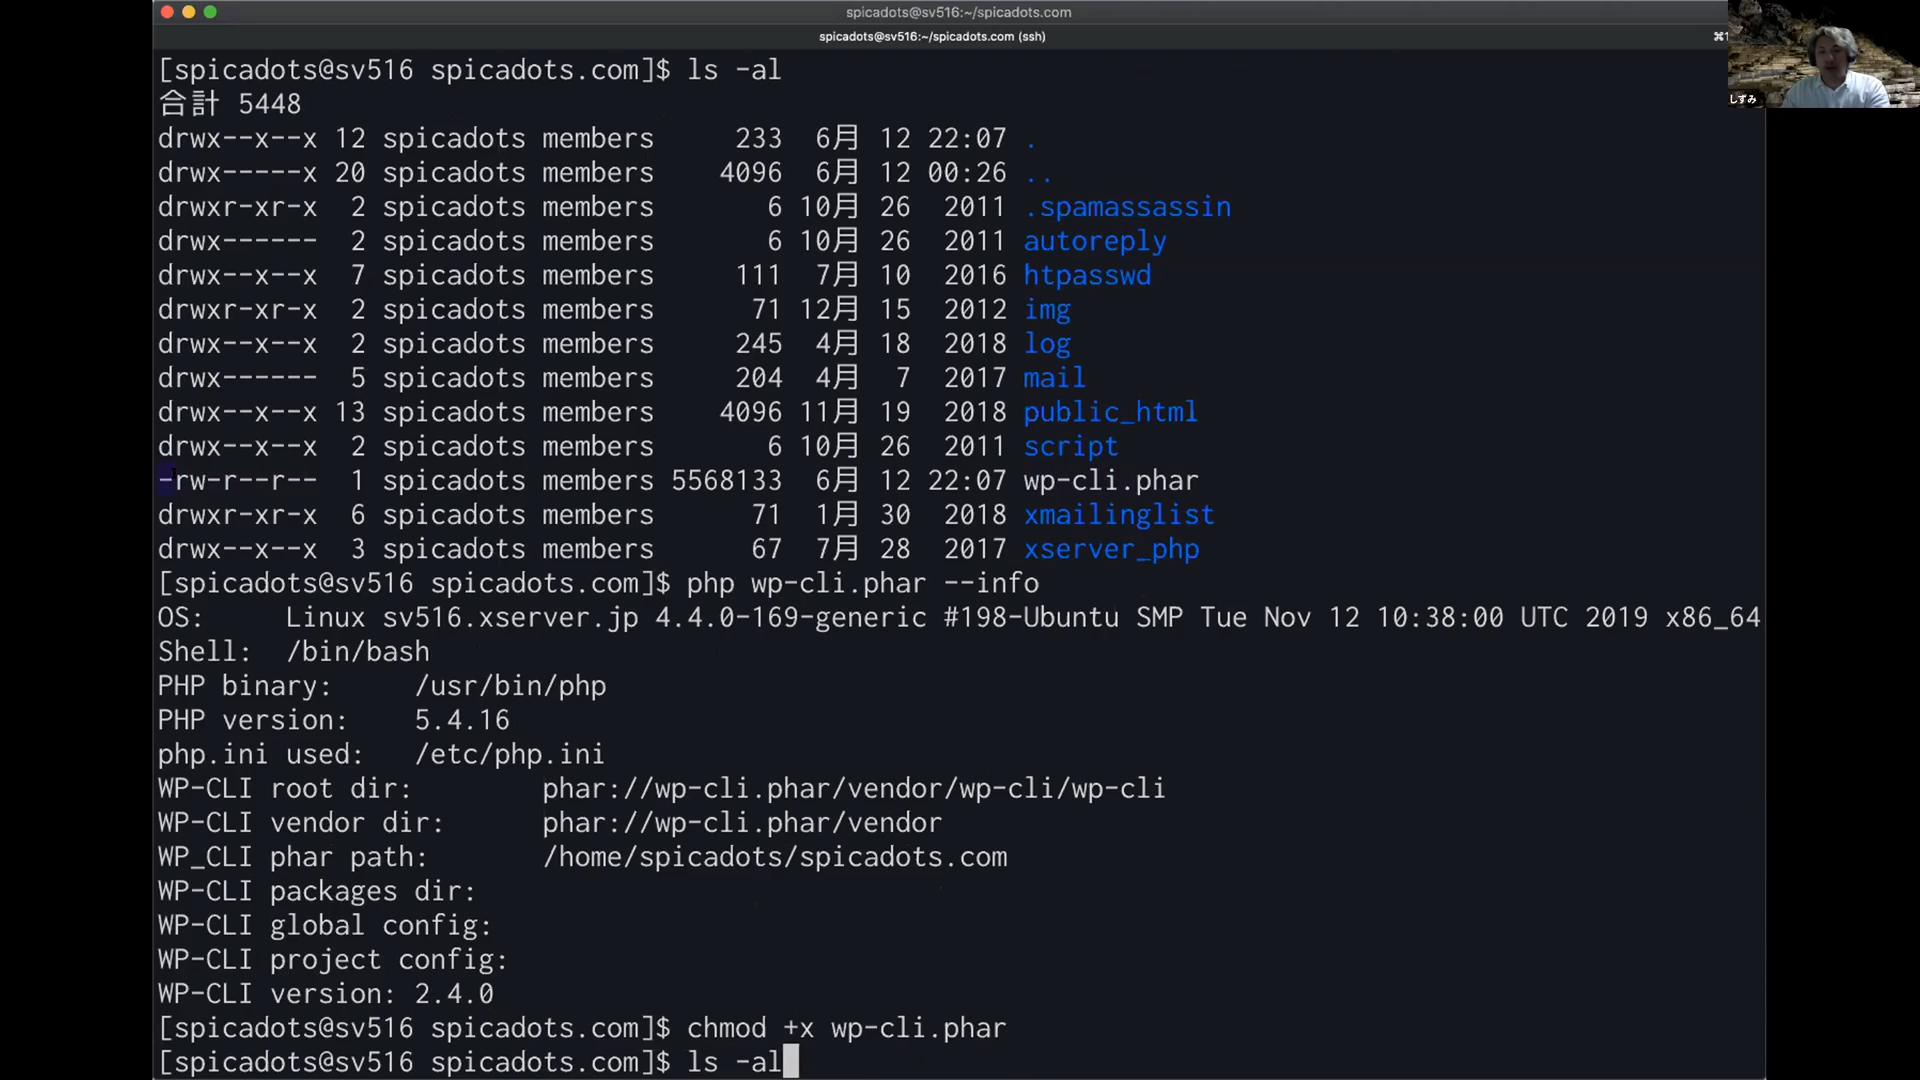 spicadots@sv516:~/spicadots.com
spicadots@sv516:~/spicadots.com (ssh)
⌘1
しずみ
[spicadots@sv516 spicadots.com]$ ls -al
合計 5448
drwx--x--x 12 spicadots members 233 6月 12 22:07 .
drwx-----x 20 spicadots members 4096 6月 12 00:26 ..
drwxr-xr-x 2 spicadots members 6 10月 26 2011 .spamassassin
drwx------ 2 spicadots members 6 10月 26 2011 autoreply
drwx--x--x 7 spicadots members 111 7月 10 2016 htpasswd
drwxr-xr-x 2 spicadots members 71 12月 15 2012 img
drwx--x--x 2 spicadots members 245 4月 18 2018 log
drwx------ 5 spicadots members 204 4月 7 2017 mail
drwx--x--x 13 spicadots members 4096 11月 19 2018 public_html
drwx--x--x 2 spicadots members 6 10月 26 2011 script
-rw-r--r-- 1 spicadots members 5568133 6月 12 22:07 wp-cli.phar
drwxr-xr-x 6 spicadots members 71 1月 30 2018 xmailinglist
drwx--x--x 3 spicadots members 67 7月 28 2017 xserver_php
[spicadots@sv516 spicadots.com]$ php wp-cli.phar --info
OS: Linux sv516.xserver.jp 4.4.0-169-generic #198-Ubuntu SMP Tue Nov 12 10:38:00 UTC 2019 x86_64
Shell: /bin/bash
PHP binary: /usr/bin/php
PHP version: 5.4.16
php.ini used: /etc/php.ini
WP-CLI root dir: phar://wp-cli.phar/vendor/wp-cli/wp-cli
WP-CLI vendor dir: phar://wp-cli.phar/vendor
WP_CLI phar path: /home/spicadots/spicadots.com
WP-CLI packages dir:
WP-CLI global config:
WP-CLI project config:
WP-CLI version: 2.4.0
[spicadots@sv516 spicadots.com]$ chmod +x wp-cli.phar
[spicadots@sv516 spicadots.com]$ ls -al